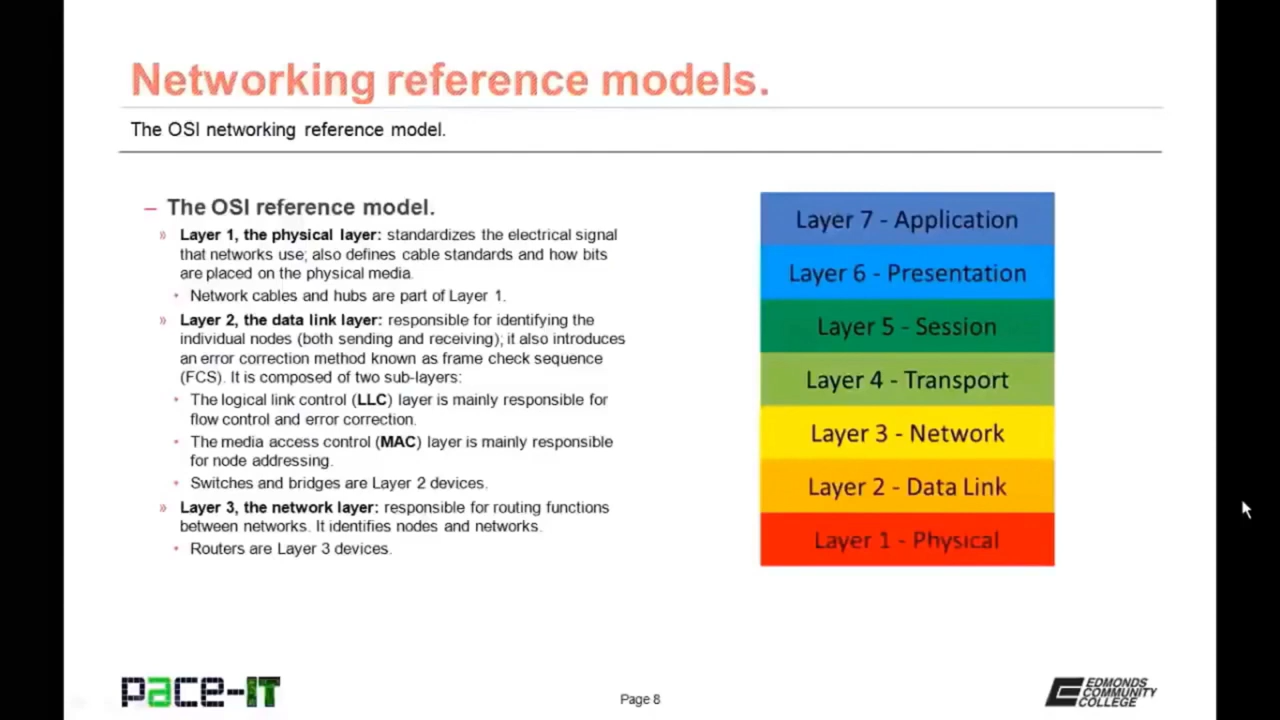 Networking reference models.
The OSI networking reference model.
– The OSI reference model.
» Layer 1, the physical layer: standardizes the electrical signal
that networks use; also defines cable standards and how bits
are placed on the physical media.
• Network cables and hubs are part of Layer 1.
» Layer 2, the data link layer: responsible for identifying the
individual nodes (both sending and receiving); it also introduces
an error correction method known as frame check sequence
(FCS). It is composed of two sub-layers:
• The logical link control (LLC) layer is mainly responsible for
flow control and error correction.
• The media access control (MAC) layer is mainly responsible
for node addressing.
• Switches and bridges are Layer 2 devices.
» Layer 3, the network layer: responsible for routing functions
between networks. It identifies nodes and networks.
• Routers are Layer 3 devices.
Layer 7 - Application
Layer 6 - Presentation
Layer 5 - Session
Layer 4 - Transport
Layer 3 - Network
Layer 2 - Data Link
Layer 1 - Physical
pace-IT
Page 8
EDMONDS
COMMUNITY
COLLEGE